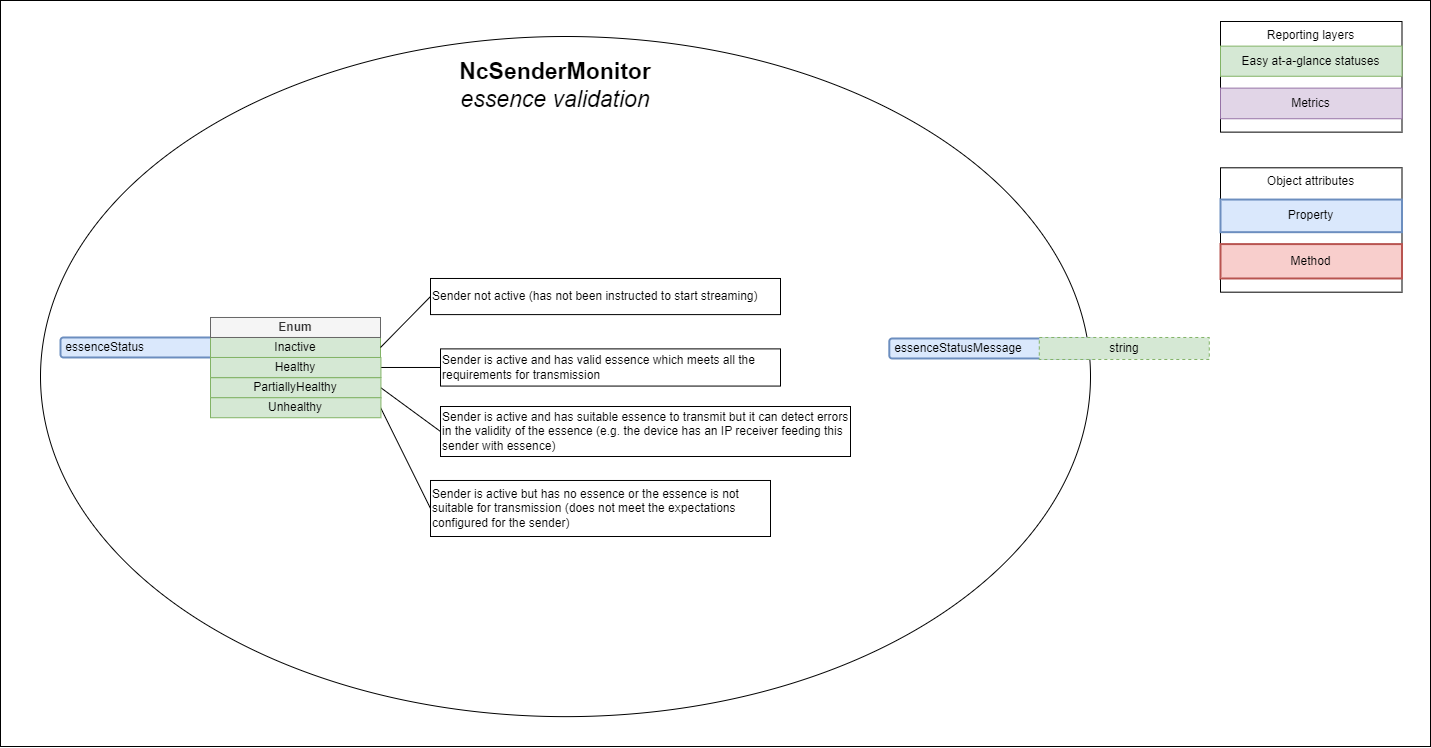 NcSenderMonitor
essence validation
Reporting layers
Easy at-a-glance statuses
Metrics
Object attributes
Property
Method
essenceStatus
Enum
Inactive
Healthy
PartiallyHealthy
Unhealthy
Sender not active (has not been instructed to start streaming)
Sender is active and has valid essence which meets all the
requirements for transmission
Sender is active and has suitable essence to transmit but it can detect errors
in the validity of the essence (e.g. the device has an IP receiver feeding this
sender with essence)
Sender is active but has no essence or the essence is not
suitable for transmission (does not meet the expectations
configured for the sender)
essenceStatusMessage
string